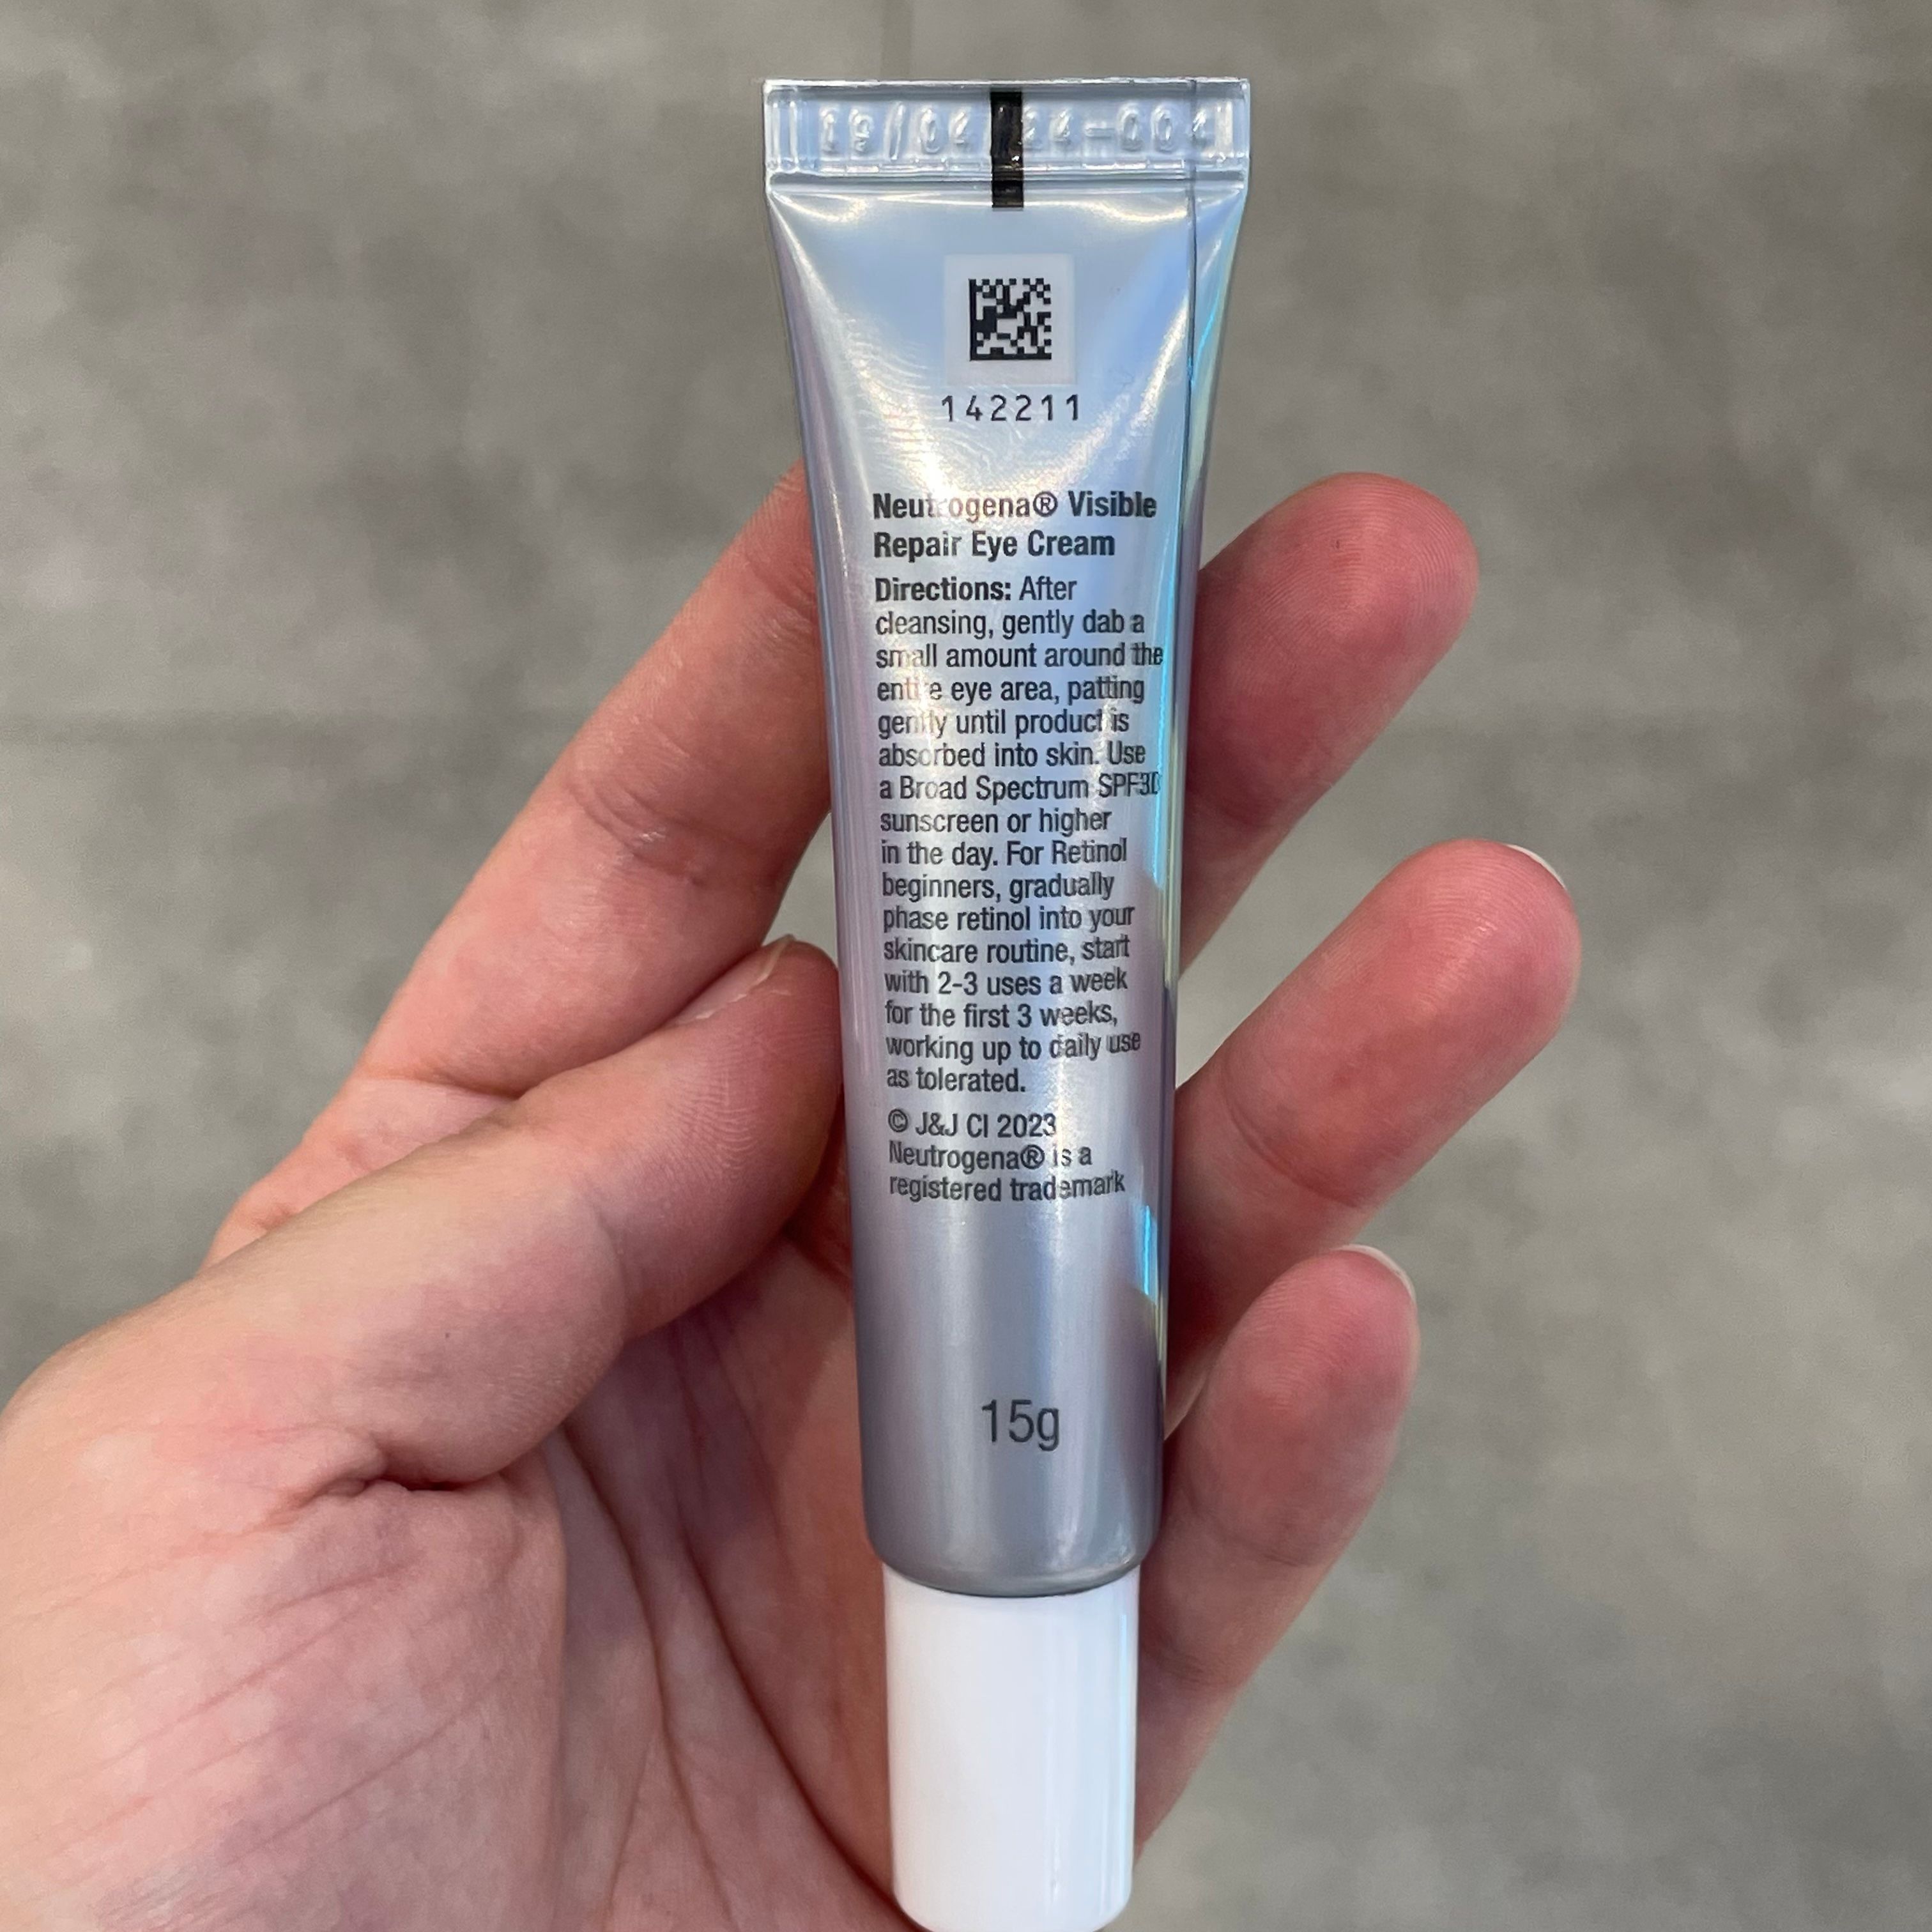 142211
Neutrogena® Visible
Repair Eye Cream
Directions: After
cleansing, gently dab a
small amount around the
entire eye area, patting
gently until product is
absorbed into skin. Use
a Broad Spectrum SPF30
sunscreen or higher
in the day. For Retinol
beginners, gradually
phase retinol into your
skincare routine, start
with 2-3 uses a week
for the first 3 weeks,
working up to daily use
as tolerated.
© J&J CI 2023
Neutrogena® is a
registered trademark
15g